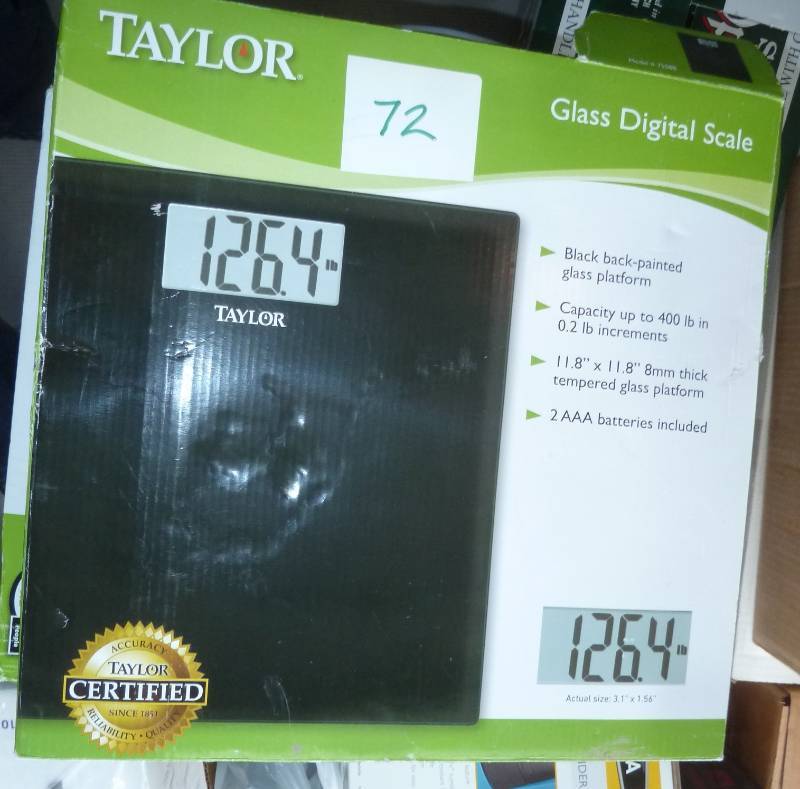 TAYLOR
72
Glass Digital Scale
126.4 lb
TAYLOR
Black back-painted
glass platform
Capacity up to 400 lb in
0.2 lb increments
11.8" x 11.8" 8mm thick
tempered glass platform
2 AAA batteries included
ACCURACY
TAYLOR
CERTIFIED
SINCE 1851
RELIABILITY • QUALITY
126.4 lb
Actual size: 3.1" x 1.56"